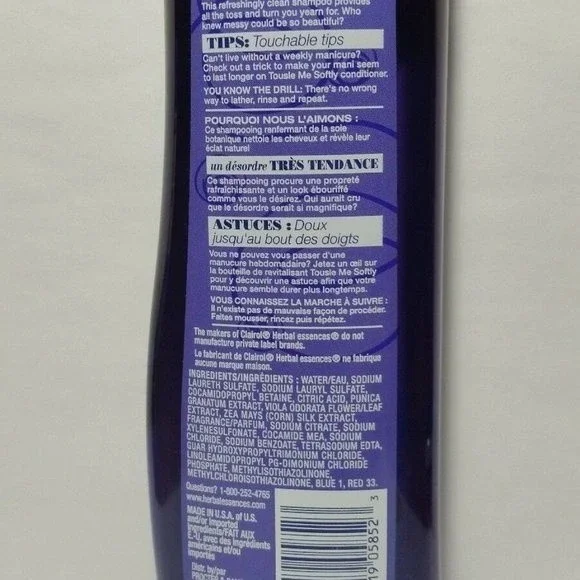 This refreshingly clean shampoo provides
all the toss and turn you yearn for. Who
knew messy could be so beautiful?
TIPS: Touchable tips
Can't live without a weekly manicure?
Check out a trick to make your mani seem
to last longer on Tousle Me Softly conditioner.
YOU KNOW THE DRILL: There's no wrong
way to lather, rinse and repeat.
POURQUOI NOUS L'AIMONS :
Ce shampooing renfermant de la soie
botanique nettoie les cheveux et révèle leur
éclat naturel
un désordre TRÈS TENDANCE
Ce shampooing procure une propreté
rafraîchissante et un look ébouriffé
comme vous le désirez. Qui aurait cru
que le désordre serait si magnifique?
ASTUCES : Doux
jusqu'au bout des doigts
Vous ne pouvez vous passer d'une
manucure hebdomadaire? Jetez un œil sur
la bouteille de revitalisant Tousle Me Softly
pour y découvrir une astuce afin que votre
manucure semble durer plus longtemps.
VOUS CONNAISSEZ LA MARCHE À SUIVRE :
Il n'existe pas de mauvaise façon de procéder.
Faites mousser, rincez puis répétez.
The makers of Clairol® Herbal essences® do not
manufacture private label brands.
Le fabricant de Clairol® Herbal essences® ne fabrique
aucune marque maison.
INGREDIENTS/INGRÉDIENTS : WATER/EAU, SODIUM
LAURETH SULFATE, SODIUM LAURYL SULFATE,
COCAMIDOPROPYL BETAINE, CITRIC ACID, PUNICA
GRANATUM EXTRACT, VIOLA ODORATA FLOWER/LEAF
EXTRACT, ZEA MAYS (CORN) SILK EXTRACT,
FRAGRANCE/PARFUM, SODIUM CITRATE, SODIUM
XYLENESULFONATE, COCAMIDE MEA, SODIUM
CHLORIDE, SODIUM BENZOATE, TETRASODIUM EDTA,
GUAR HYDROXYPROPYLTRIMONIUM CHLORIDE,
LINOLEAMIDOPROPYL PG-DIMONIUM CHLORIDE
PHOSPHATE, METHYLISOTHIAZOLINONE,
METHYLCHLOROISOTHIAZOLINONE, BLUE 1, RED 33.
Questions? 1-800-252-4765
www.herbalessences.com
MADE IN U.S.A. of U.S.
and/or imported
ingredients/FAIT AUX
É.-U. avec des ingrédients
américains et/ou
importés
Distr. by/par
PROCTER &
19 05852 3